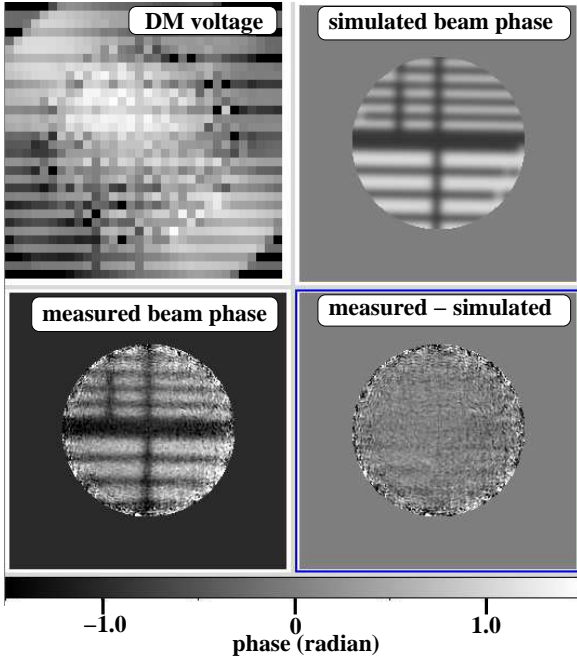 DM voltage
simulated beam phase
measured beam phase
measured – simulated
−1.0
0
1.0
phase (radian)